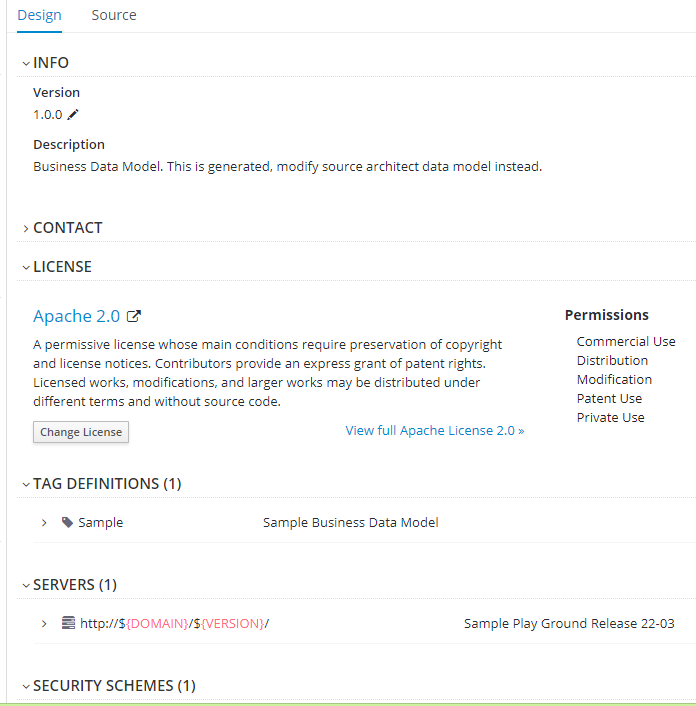 Design Source
INFO
Version
1.0.0
Description
Business Data Model. This is generated, modify source architect data model instead.
CONTACT
LICENSE
Apache 2.0
A permissive license whose main conditions require preservation of copyright
and license notices. Contributors provide an express grant of patent rights.
Licensed works, modifications, and larger works may be distributed under
different terms and without source code.
Change License
View full Apache License 2.0 »
Permissions
Commercial Use
Distribution
Modification
Patent Use
Private Use
TAG DEFINITIONS (1)
Sample Sample Business Data Model
SERVERS (1)
http://${DOMAIN}/${VERSION}/ Sample Play Ground Release 22-03
SECURITY SCHEMES (1)